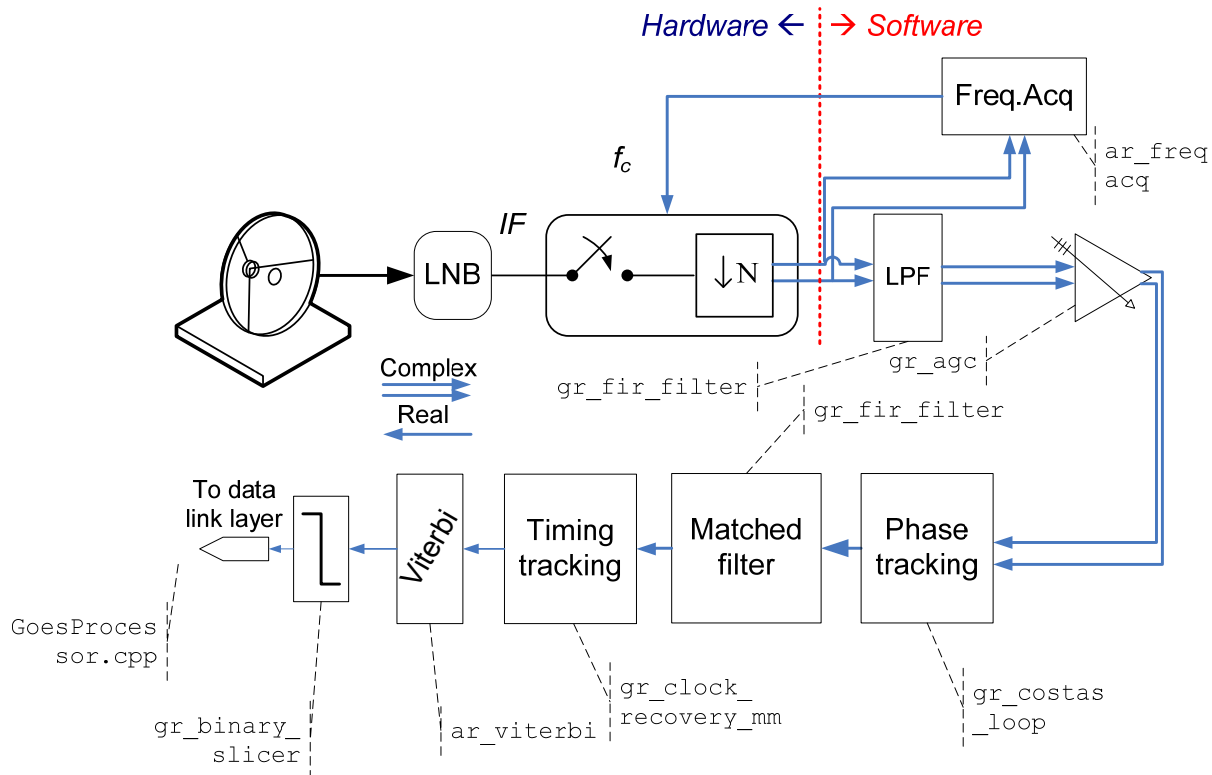 Hardware ← → Software
Freq.Acq
ar_freq
acq
fc
IF
LNB
↓N
LPF
gr_agc
Complex
gr_fir_filter
Real
gr_fir_filter
To data
link layer
Viterbi
Timing
tracking
Matched
filter
Phase
tracking
GoesProces
sor.cpp
gr_binary_
slicer
ar_viterbi
gr_clock_
recovery_mm
gr_costas
_loop